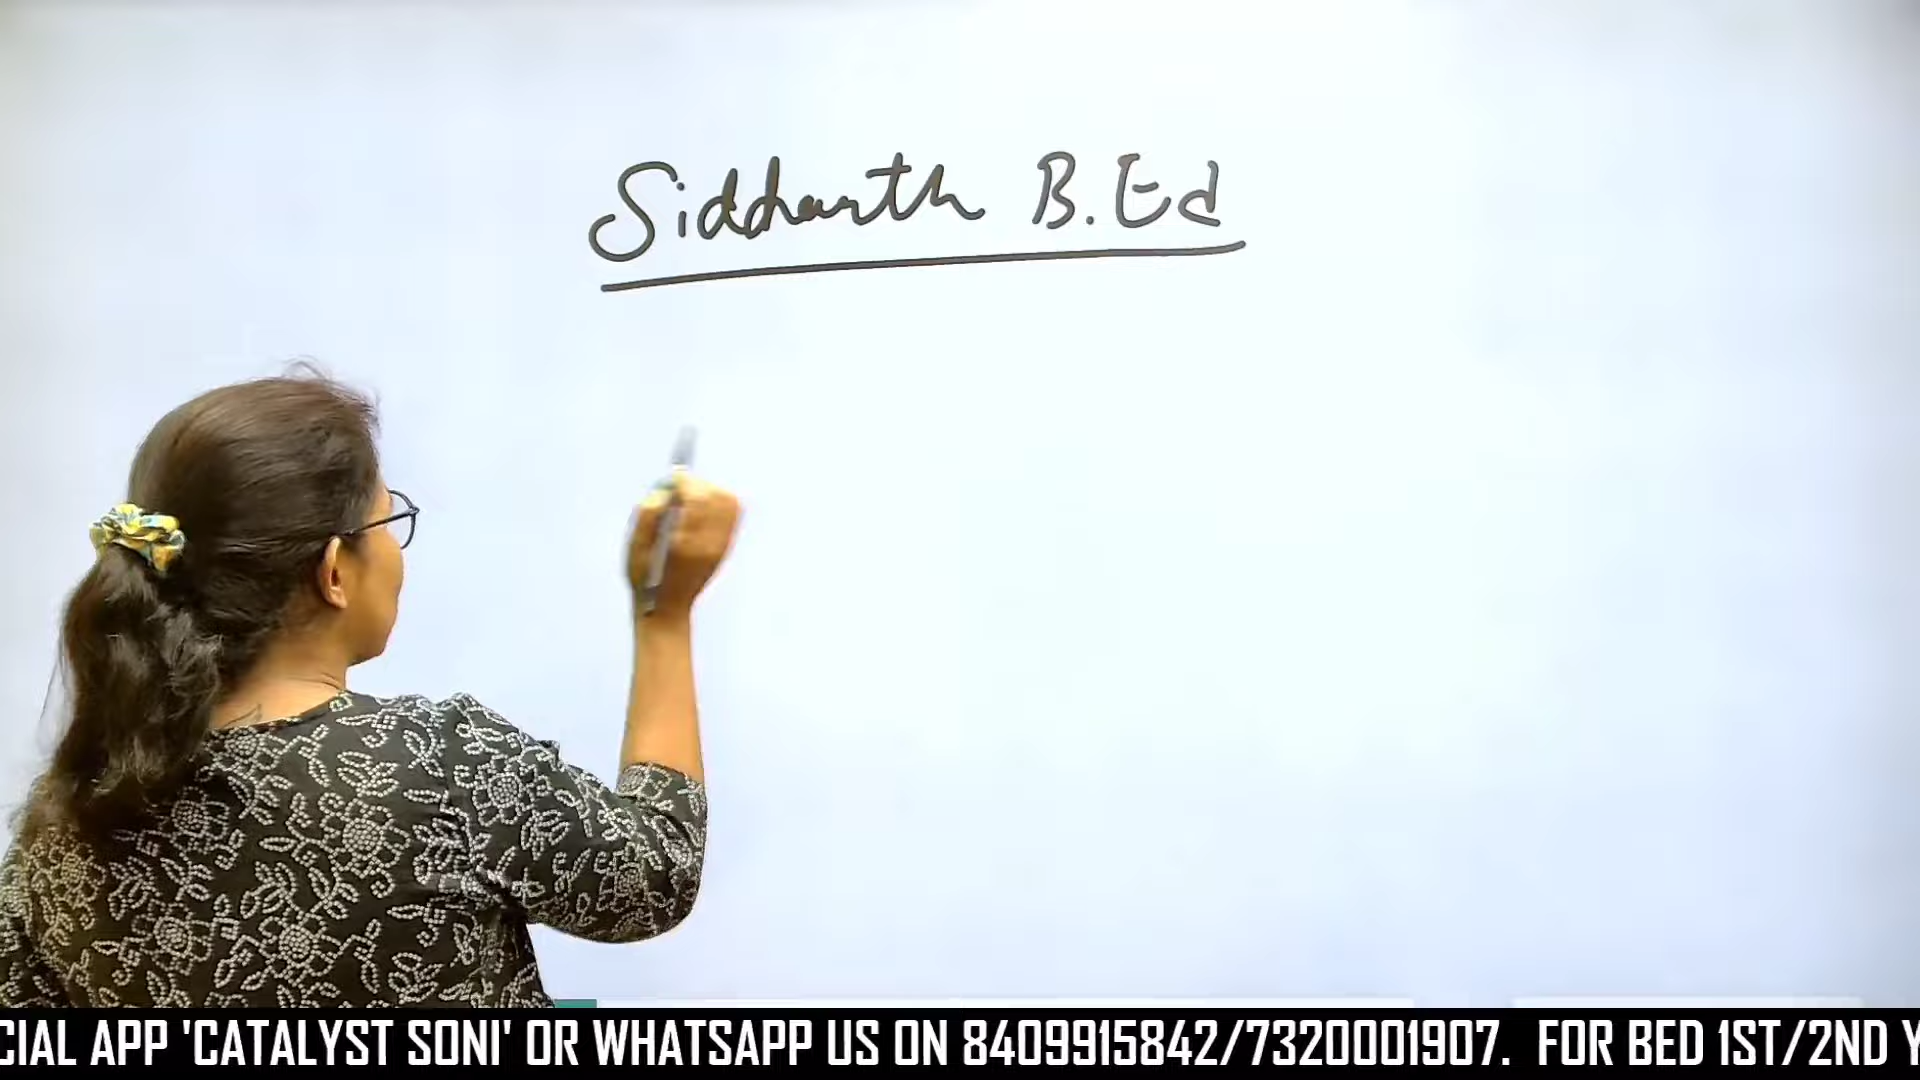 Siddharth B.Ed
CIAL APP 'CATALYST SONI' OR WHATSAPP US ON 8409915842/7320001907. FOR BED 1ST/2ND Y